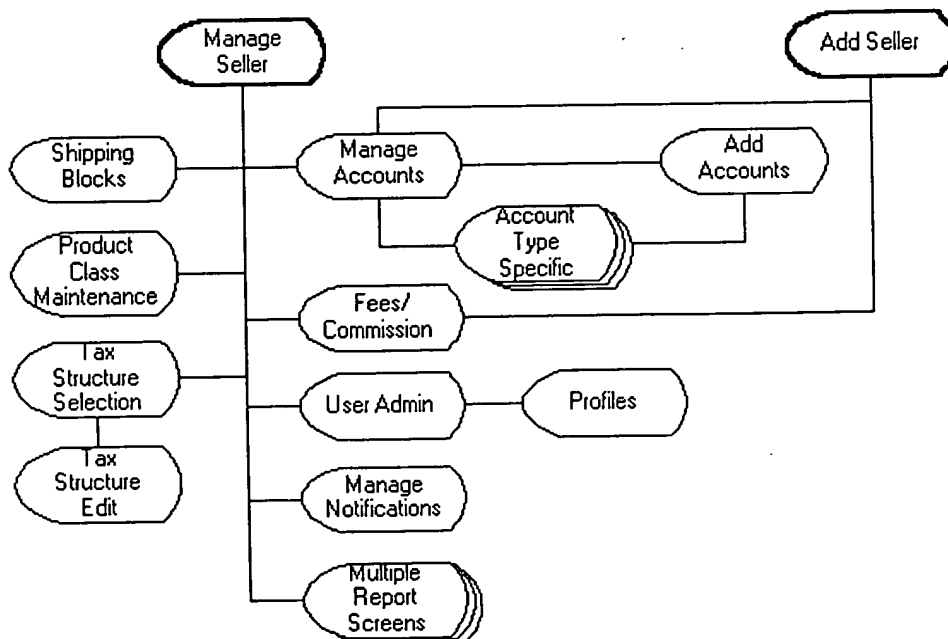 Manage
Seller
Add Seller
Shipping
Blocks
Manage
Accounts
Add
Accounts
Account
Type
Specific
Product
Class
Maintenance
Fees/
Commission
Tax
Structure
Selection
User Admin
Profiles
Tax
Structure
Edit
Manage
Notifications
Multiple
Report
Screens